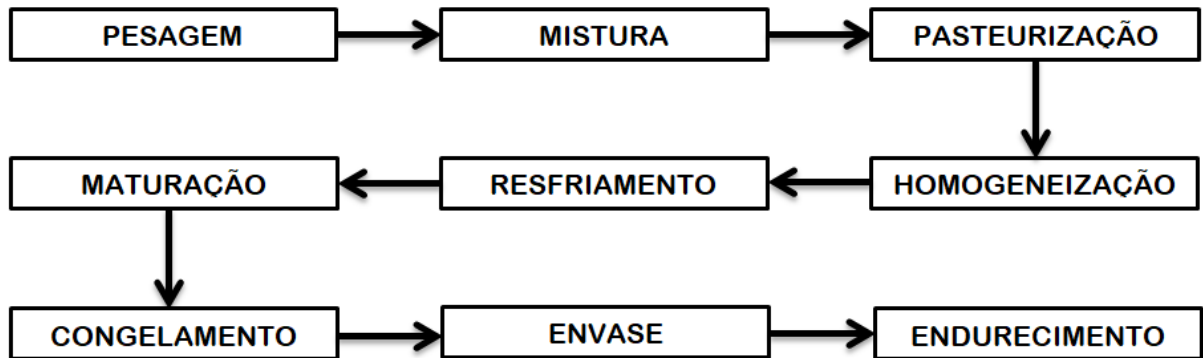 PESAGEM
MISTURA
PASTEURIZAÇÃO
HOMOGENEIZAÇÃO
RESFRIAMENTO
MATURAÇÃO
CONGELAMENTO
ENVASE
ENDURECIMENTO